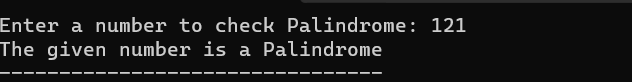 Enter a number to check Palindrome: 121
The given number is a Palindrome
--------------------------------